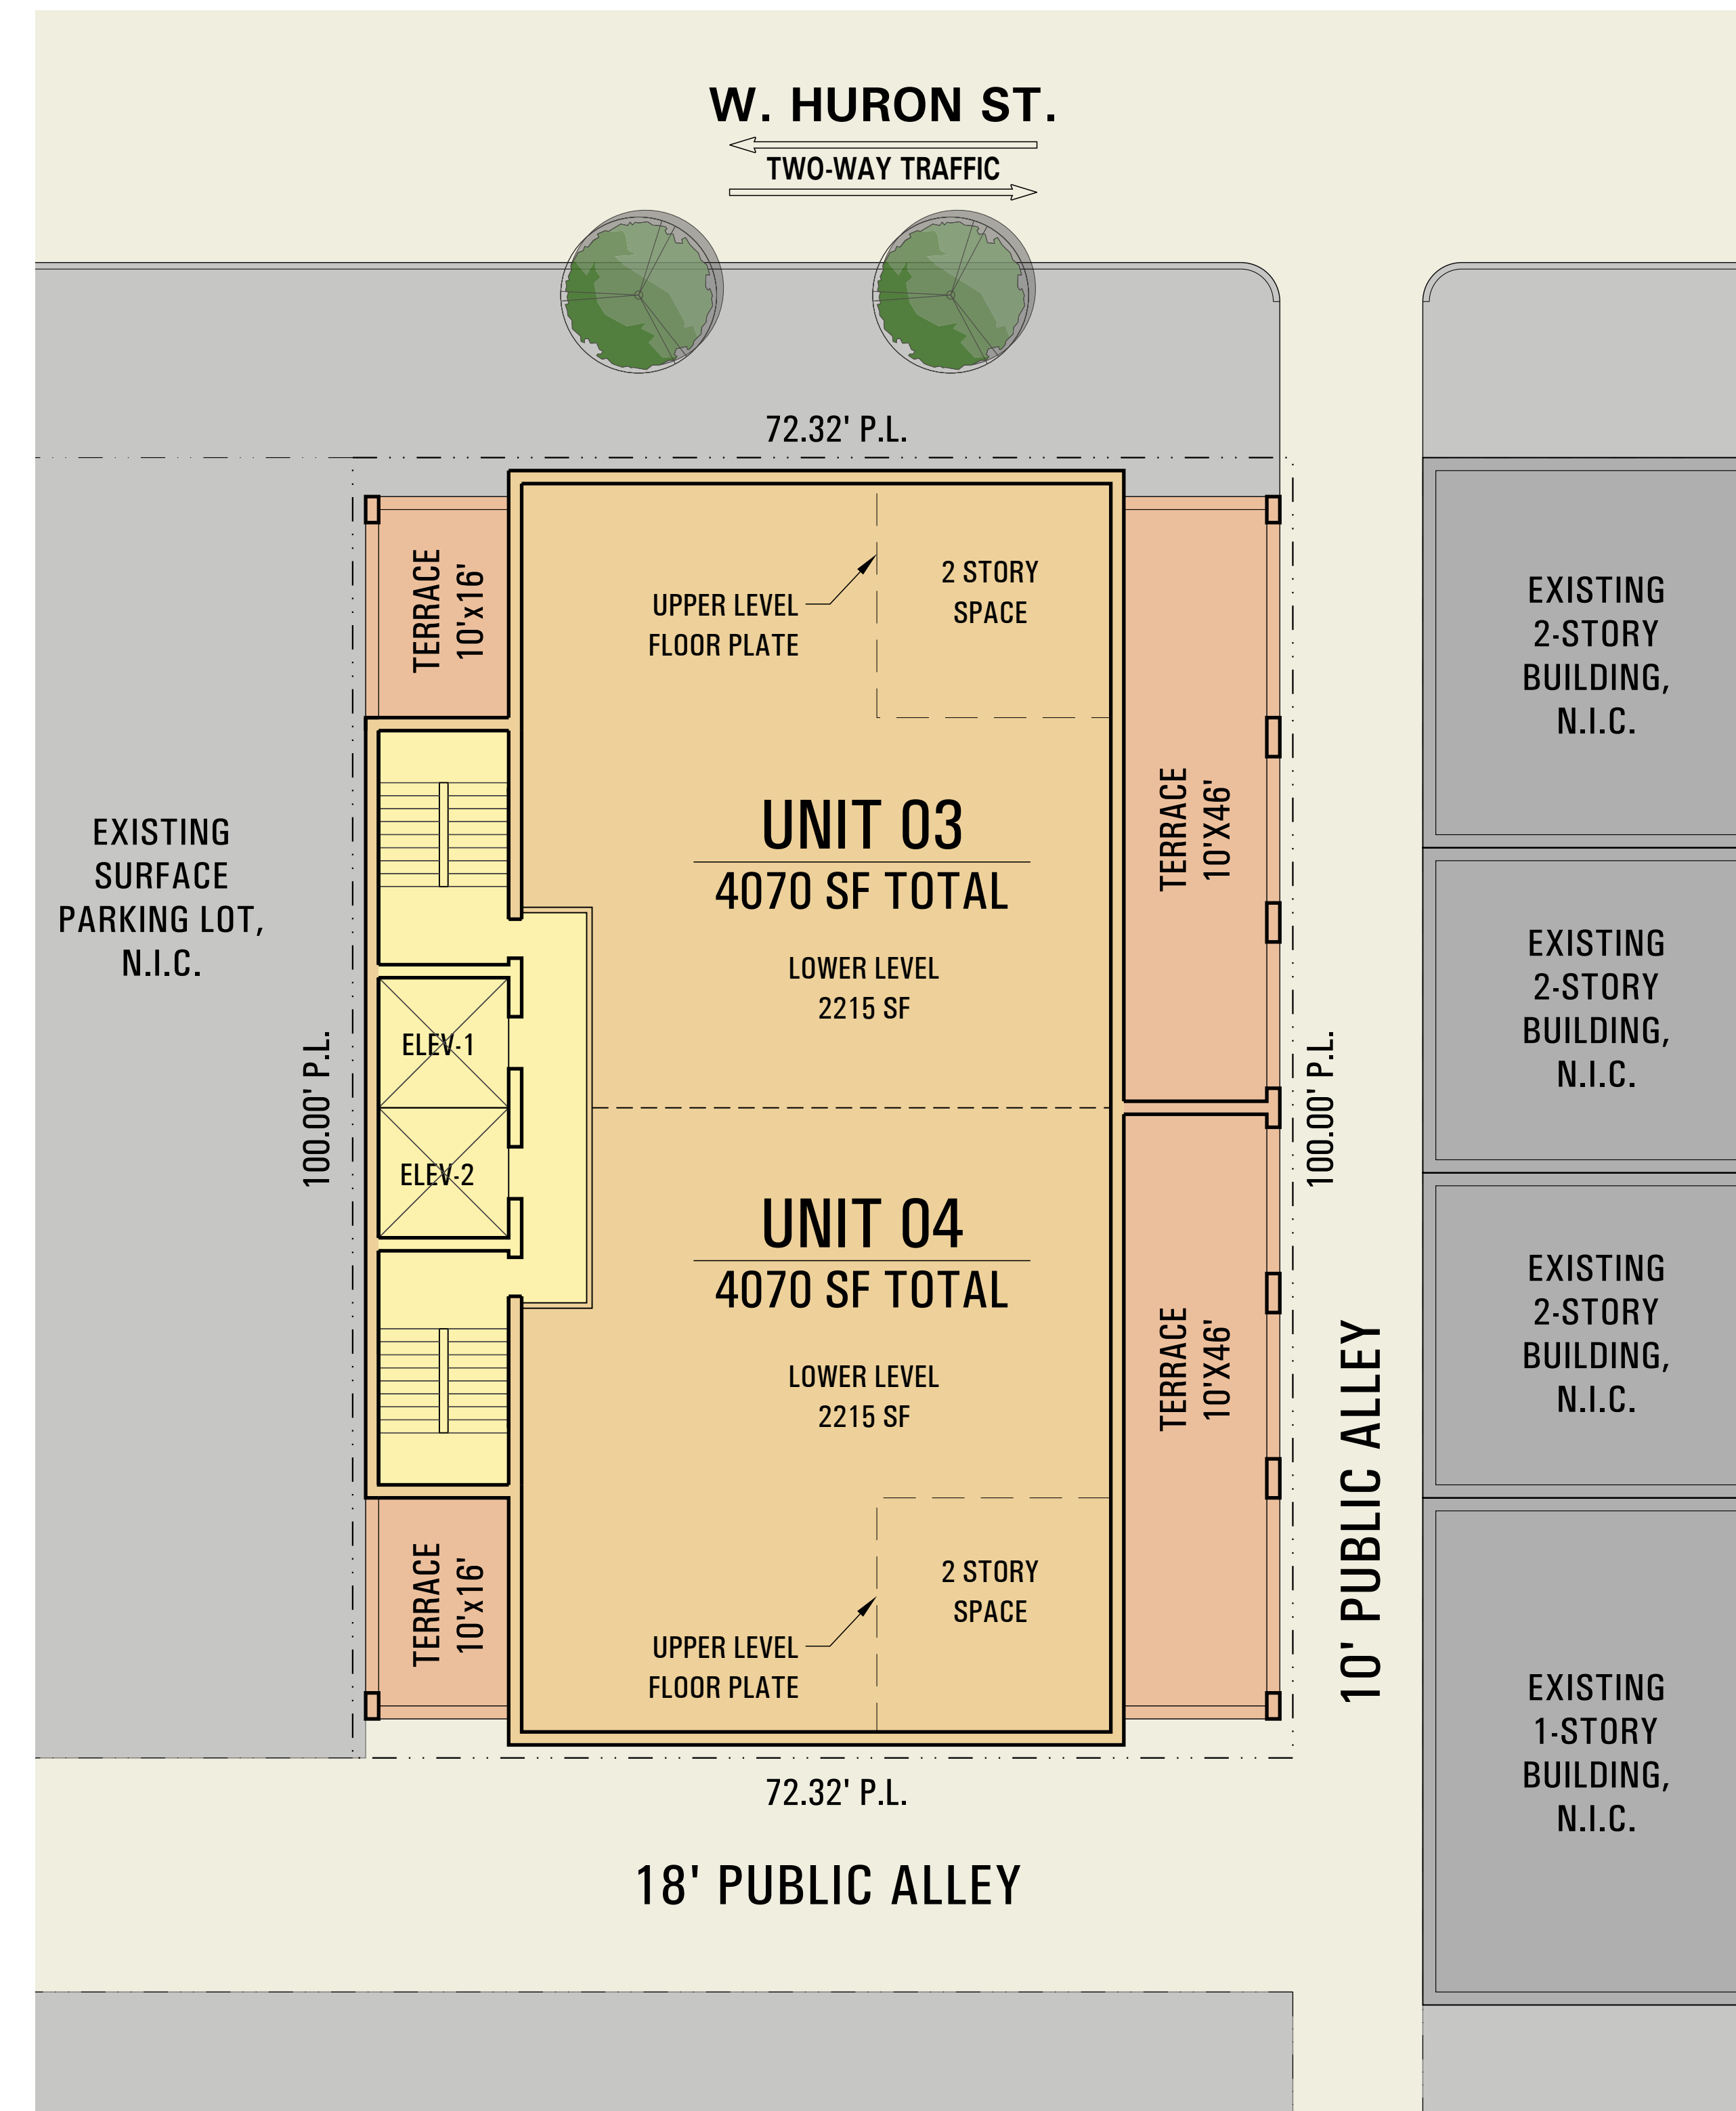 W. HURON ST.
TWO-WAY TRAFFIC
72.32' P.L.
TERRACE
10'x16'
UPPER LEVEL
FLOOR PLATE
2 STORY
SPACE
EXISTING
2-STORY
BUILDING,
N.I.C.
UNIT 03
4070 SF TOTAL
LOWER LEVEL
2215 SF
TERRACE
10'X46'
EXISTING
SURFACE
PARKING LOT,
N.I.C.
EXISTING
2-STORY
BUILDING,
N.I.C.
ELEV-1
ELEV-2
100.00' P.L.
100.00' P.L.
UNIT 04
4070 SF TOTAL
LOWER LEVEL
2215 SF
TERRACE
10'X46'
EXISTING
2-STORY
BUILDING,
N.I.C.
10' PUBLIC ALLEY
TERRACE
10'x16'
UPPER LEVEL
FLOOR PLATE
2 STORY
SPACE
EXISTING
1-STORY
BUILDING,
N.I.C.
72.32' P.L.
18' PUBLIC ALLEY